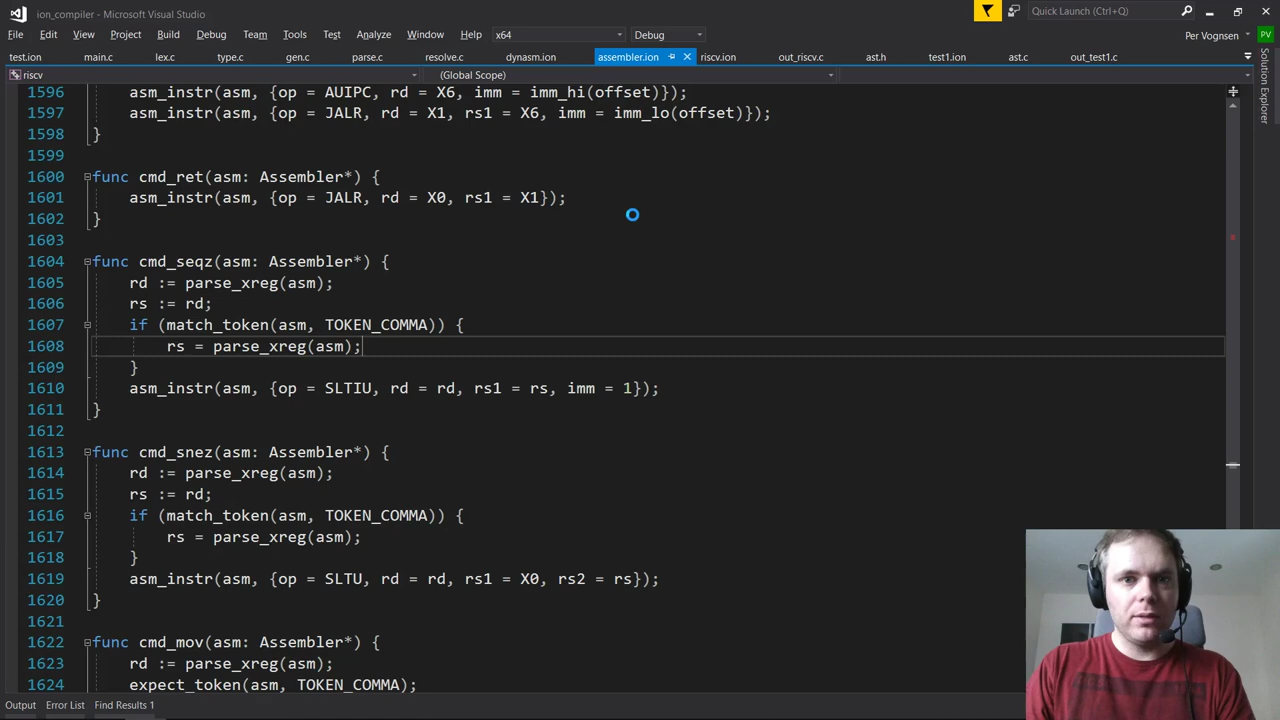 ion_compiler - Microsoft Visual Studio
Quick Launch (Ctrl+Q)
File Edit View Project Build Debug Team Tools Test Analyze Window Help x64 Debug Per Vognsen PV
test.ion main.c lex.c type.c gen.c parse.c resolve.c dynasm.ion assembler.ion riscv.ion out_riscv.c ast.h test1.ion ast.c out_test1.c
riscv (Global Scope)
Solution Explorer
1596 asm_instr(asm, {op = AUIPC, rd = X6, imm = imm_hi(offset)});
1597 asm_instr(asm, {op = JALR, rd = X1, rs1 = X6, imm = imm_lo(offset)});
1598 }
1599
1600 func cmd_ret(asm: Assembler*) {
1601 asm_instr(asm, {op = JALR, rd = X0, rs1 = X1});
1602 }
1603
1604 func cmd_seqz(asm: Assembler*) {
1605 rd := parse_xreg(asm);
1606 rs := rd;
1607 if (match_token(asm, TOKEN_COMMA)) {
1608 rs = parse_xreg(asm);
1609 }
1610 asm_instr(asm, {op = SLTIU, rd = rd, rs1 = rs, imm = 1});
1611 }
1612
1613 func cmd_snez(asm: Assembler*) {
1614 rd := parse_xreg(asm);
1615 rs := rd;
1616 if (match_token(asm, TOKEN_COMMA)) {
1617 rs = parse_xreg(asm);
1618 }
1619 asm_instr(asm, {op = SLTU, rd = rd, rs1 = X0, rs2 = rs});
1620 }
1621
1622 func cmd_mov(asm: Assembler*) {
1623 rd := parse_xreg(asm);
1624 expect_token(asm, TOKEN_COMMA);
Output Error List Find Results 1